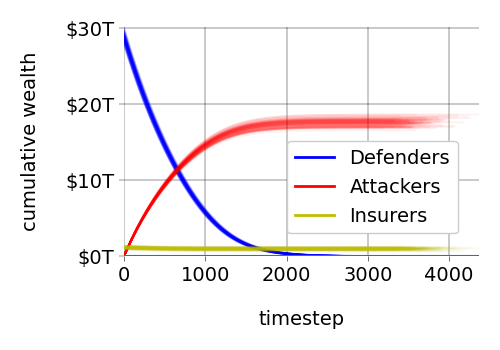 cumulative wealth
$30T
$20T
$10T
$0T
Defenders
Attackers
Insurers
0 1000 2000 3000 4000
timestep